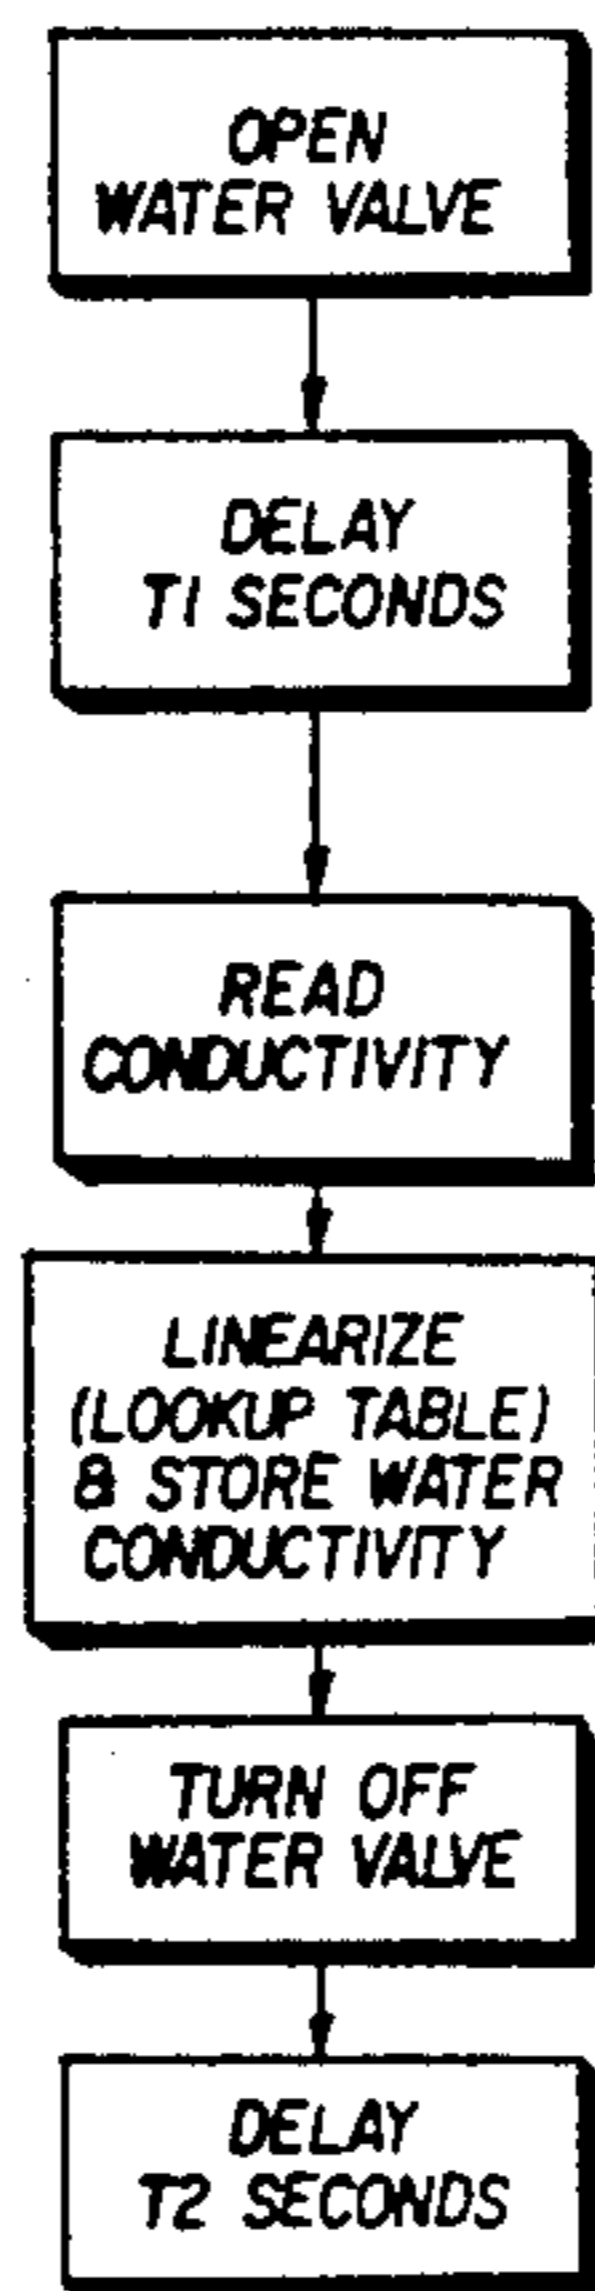 OPEN
WATER VALVE
DELAY
T1 SECONDS
READ
CONDUCTIVITY
LINEARIZE
(LOOKUP TABLE)
& STORE WATER
CONDUCTIVITY
TURN OFF
WATER VALVE
DELAY
T2 SECONDS